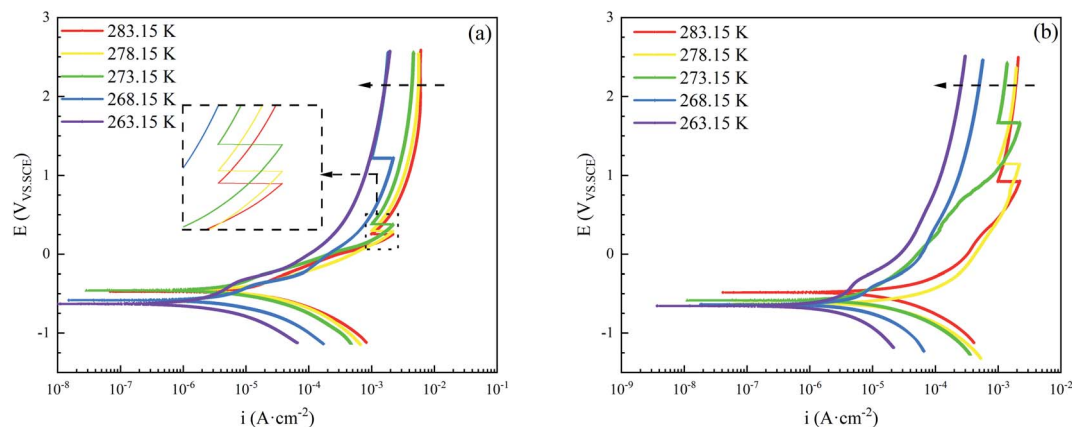 (a)
283.15 K
278.15 K
273.15 K
268.15 K
263.15 K
3
2
1
0
-1
E (V_VS.SCE)
10^-8 10^-7 10^-6 10^-5 10^-4 10^-3 10^-2 10^-1
i (A·cm^-2)
(b)
283.15 K
278.15 K
273.15 K
268.15 K
263.15 K
3
2
1
0
-1
E (V_VS.SCE)
10^-9 10^-8 10^-7 10^-6 10^-5 10^-4 10^-3 10^-2
i (A·cm^-2)